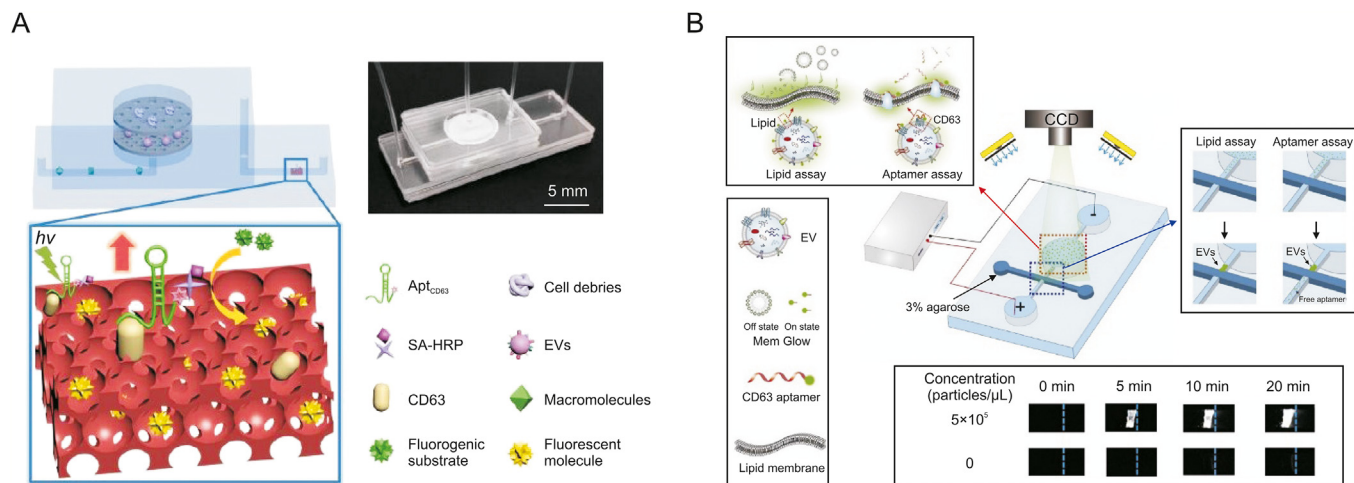 A
5 mm
hv
Apt_CD63
Cell debries
SA-HRP
EVs
CD63
Macromolecules
Fluorogenic
substrate
Fluorescent
molecule
B
Lipid
CD63
Lipid assay
Aptamer assay
CCD
Lipid assay
Aptamer assay
EVs
EVs
Free aptamer
-
+
3% agarose
EV
Off state
On state
Mem Glow
CD63 aptamer
Lipid membrane
Concentration
(particles/μL)
0 min
5 min
10 min
20 min
5×10⁵
0